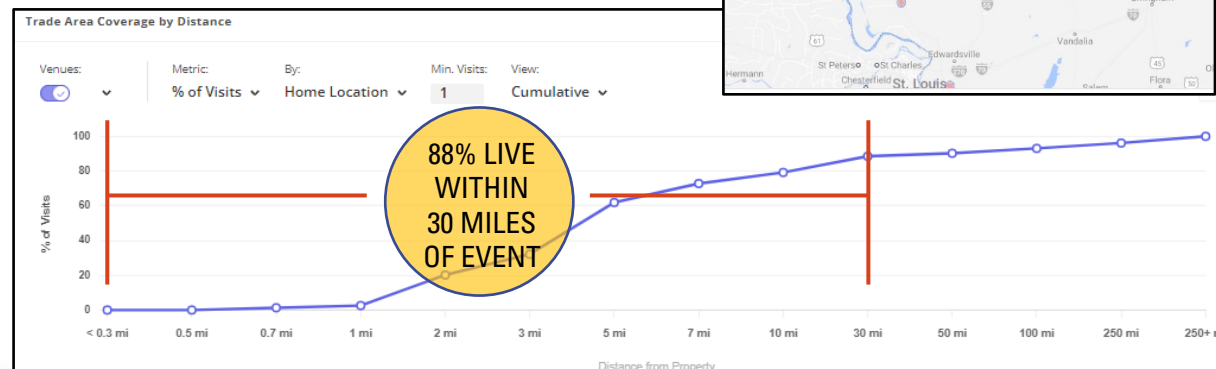 Trade Area Coverage by Distance
61
55
70
Vandalia
Edwardsville
St Peters St Charles
45
Hermann
Chesterfield
St. Louis
Flora
50
Salem
Venues:
Metric:
By:
Min. Visits:
View:
% of Visits
Home Location
1
Cumulative
88% LIVE
WITHIN
30 MILES
OF EVENT
% of Visits
100
80
60
40
20
0
< 0.3 mi
0.5 mi
0.7 mi
1 mi
2 mi
3 mi
5 mi
7 mi
10 mi
30 mi
50 mi
100 mi
250 mi
250+
Distance from Property